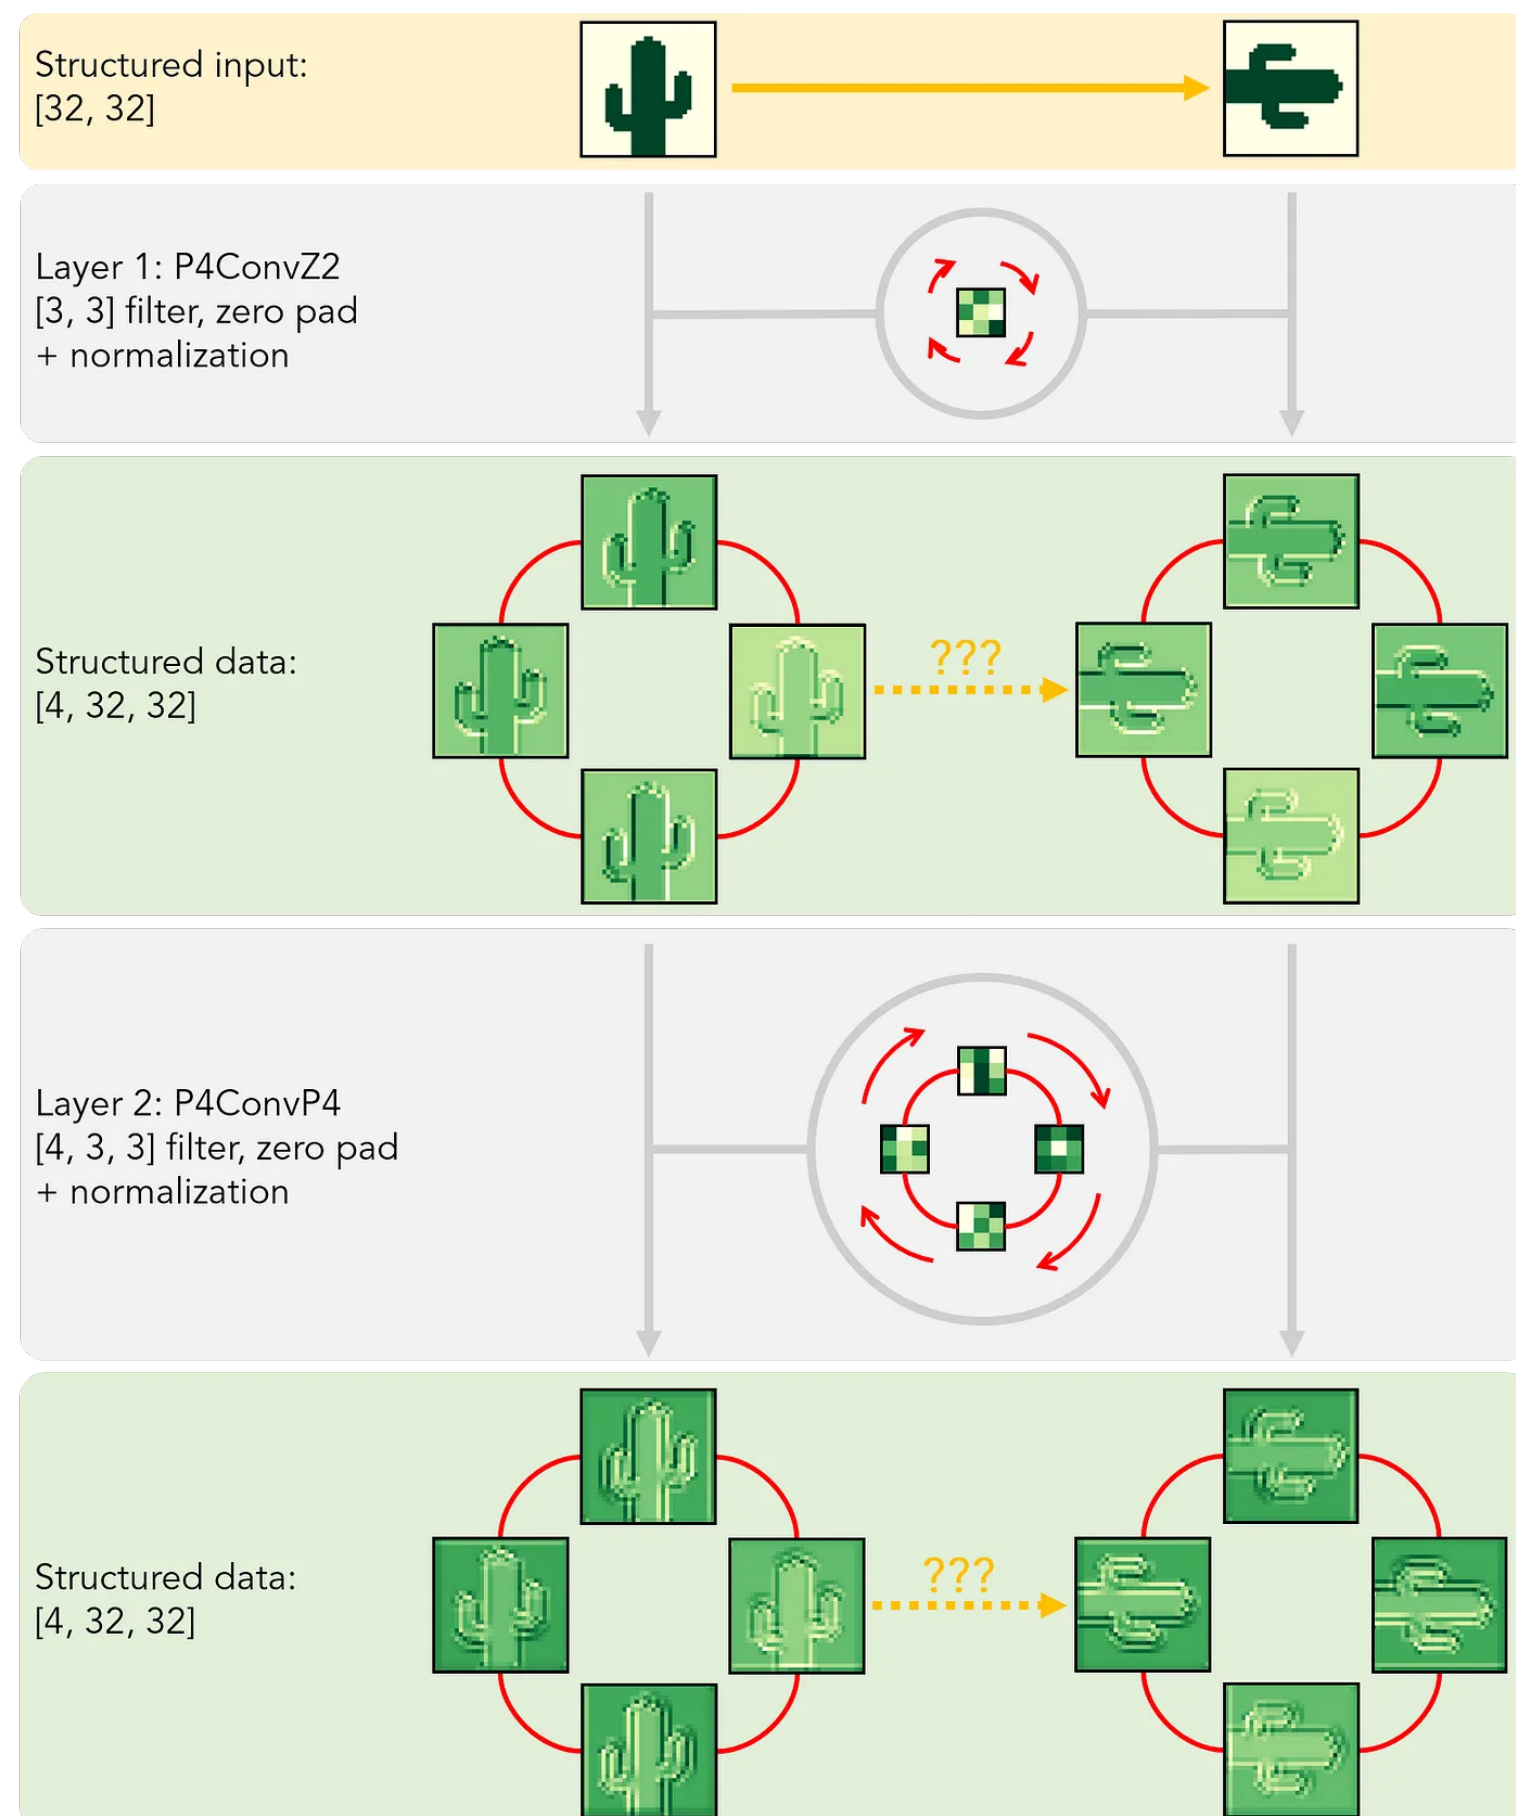 Structured input:
[32, 32]
Layer 1: P4ConvZ2
[3, 3] filter, zero pad
+ normalization
Structured data:
[4, 32, 32]
???
Layer 2: P4ConvP4
[4, 3, 3] filter, zero pad
+ normalization
Structured data:
[4, 32, 32]
???